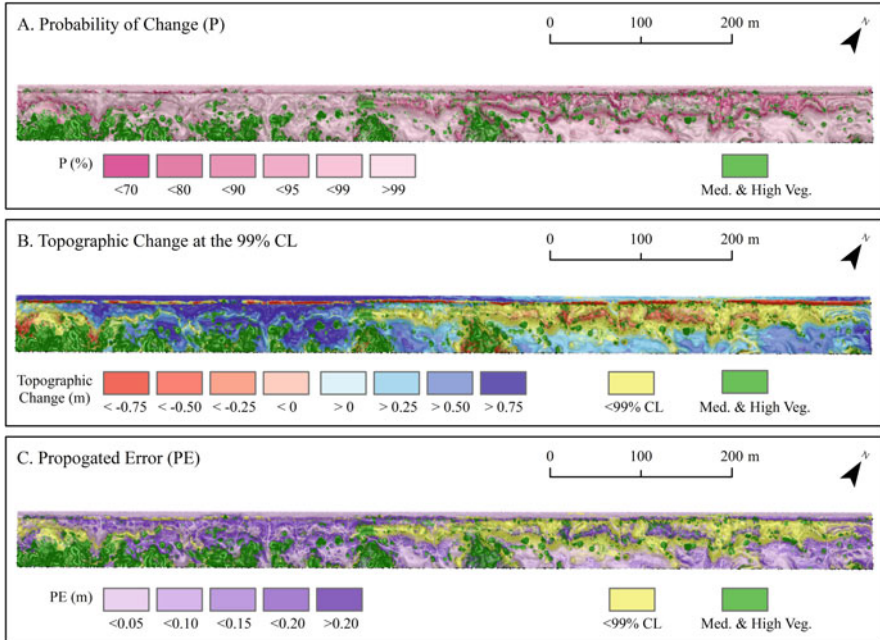 A. Probability of Change (P)
0 100 200 m
N
P (%)
<70 <80 <90 <95 <99 >99
Med. & High Veg.
B. Topographic Change at the 99% CL
0 100 200 m
N
Topographic
Change (m)
< -0.75 < -0.50 < -0.25 < 0 > 0 > 0.25 > 0.50 > 0.75
<99% CL
Med. & High Veg.
C. Propogated Error (PE)
0 100 200 m
N
PE (m)
<0.05 <0.10 <0.15 <0.20 >0.20
<99% CL
Med. & High Veg.